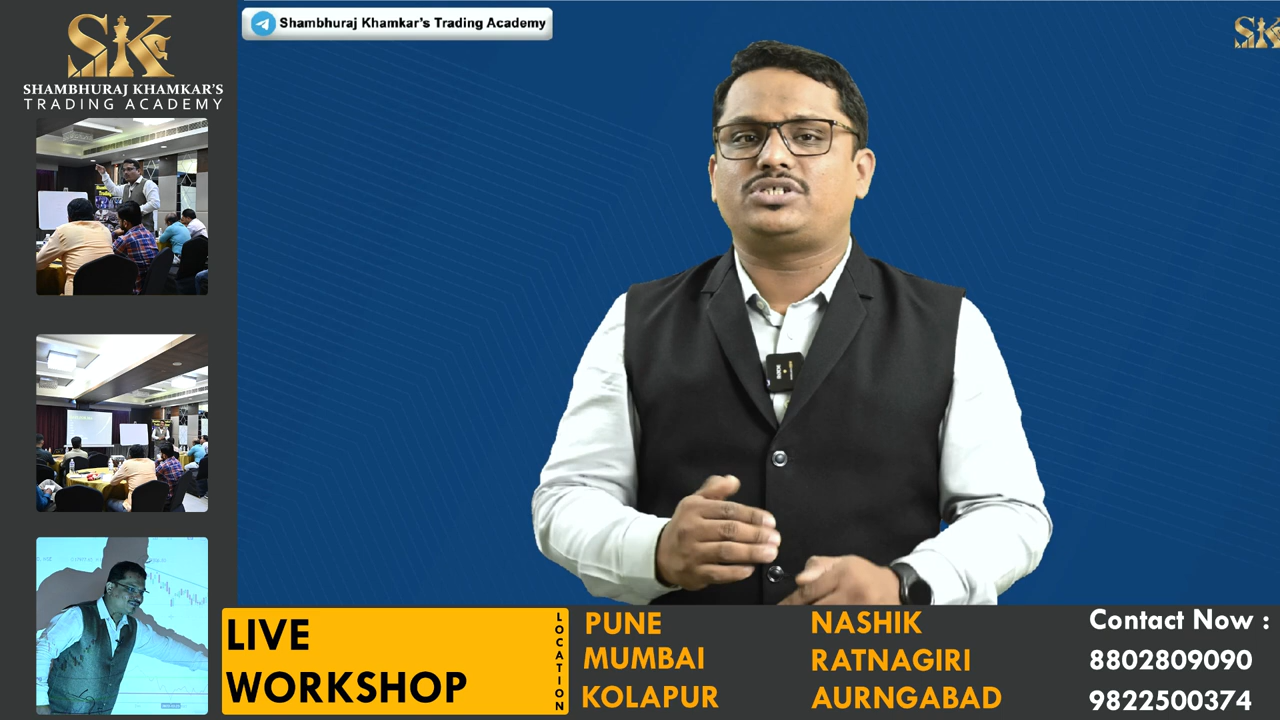 SK
SHAMBHURAJ KHAMKAR'S
TRADING ACADEMY
Shambhuraj Khamkar's Trading Academy
SK
LIVE
WORKSHOP
LOCATION
PUNE
MUMBAI
KOLAPUR
NASHIK
RATNAGIRI
AURNGABAD
Contact Now :
8802809090
9822500374